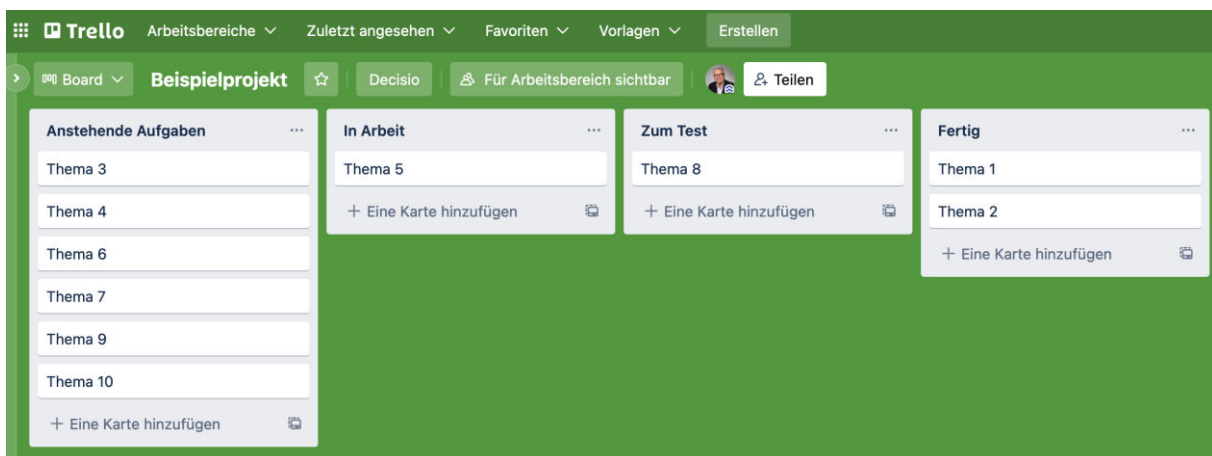 Trello Arbeitsbereiche Zuletzt angesehen Favoriten Vorlagen Erstellen
Board Beispielprojekt Decisio Für Arbeitsbereich sichtbar Teilen
Anstehende Aufgaben
Thema 3
Thema 4
Thema 6
Thema 7
Thema 9
Thema 10
+ Eine Karte hinzufügen
In Arbeit
Thema 5
+ Eine Karte hinzufügen
Zum Test
Thema 8
+ Eine Karte hinzufügen
Fertig
Thema 1
Thema 2
+ Eine Karte hinzufügen